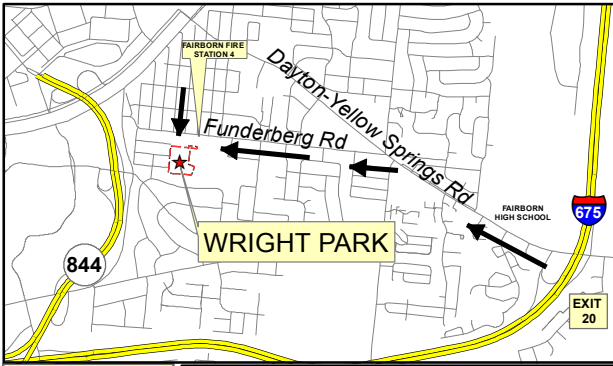 FAIRBORN FIRE
STATION 4
Dayton-Yellow Springs Rd
Funderberg Rd
FAIRBORN
HIGH SCHOOL
675
WRIGHT PARK
844
EXIT
20